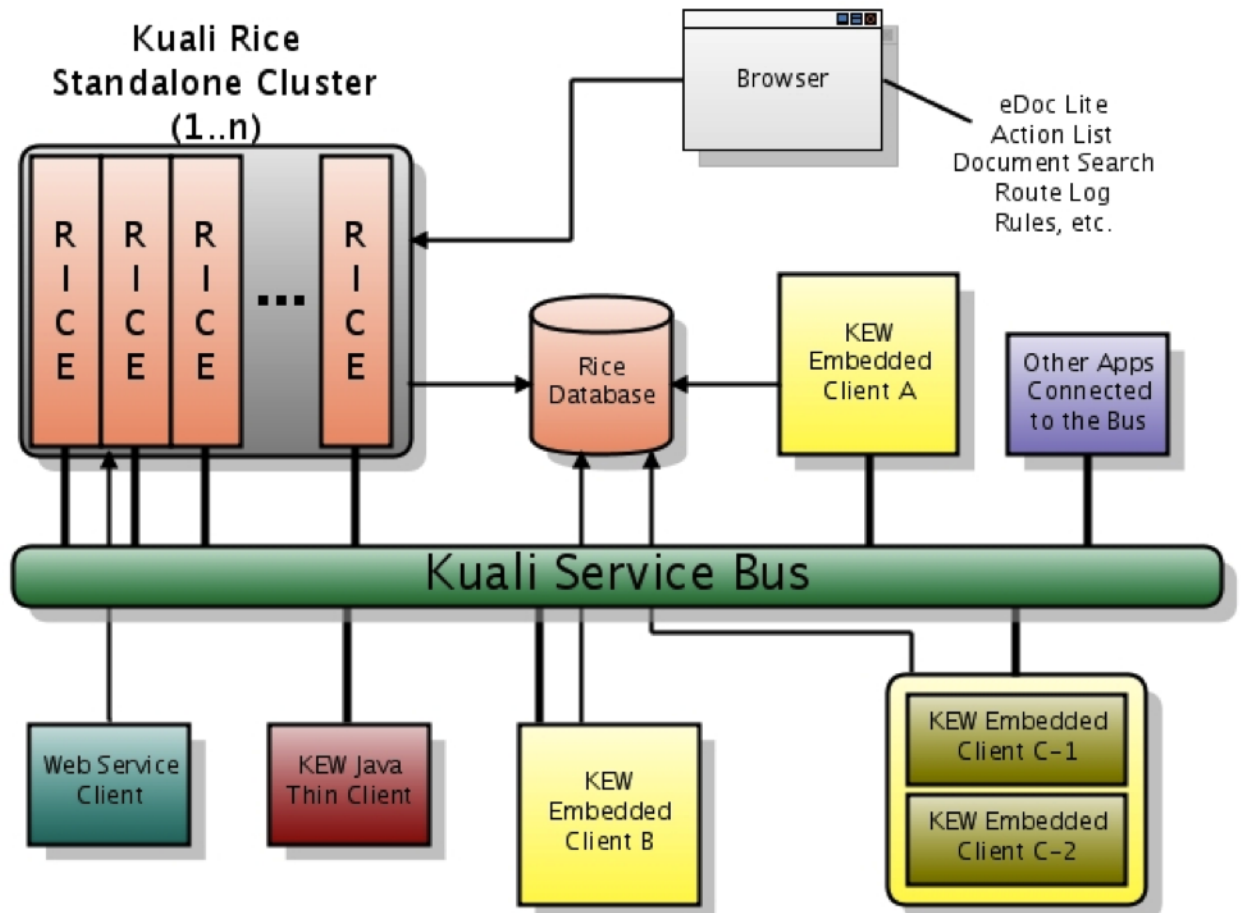 Kuali Rice
Standalone Cluster
(1..n)
Browser
eDoc Lite
Action List
Document Search
Route Log
Rules, etc.
R
I
C
E
R
I
C
E
R
I
C
E
...
R
I
C
E
Rice
Database
KEW
Embedded
Client A
Other Apps
Connected
to the Bus
Kuali Service Bus
Web Service
Client
KEW Java
Thin Client
KEW
Embedded
Client B
KEW Embedded
Client C-1
KEW Embedded
Client C-2